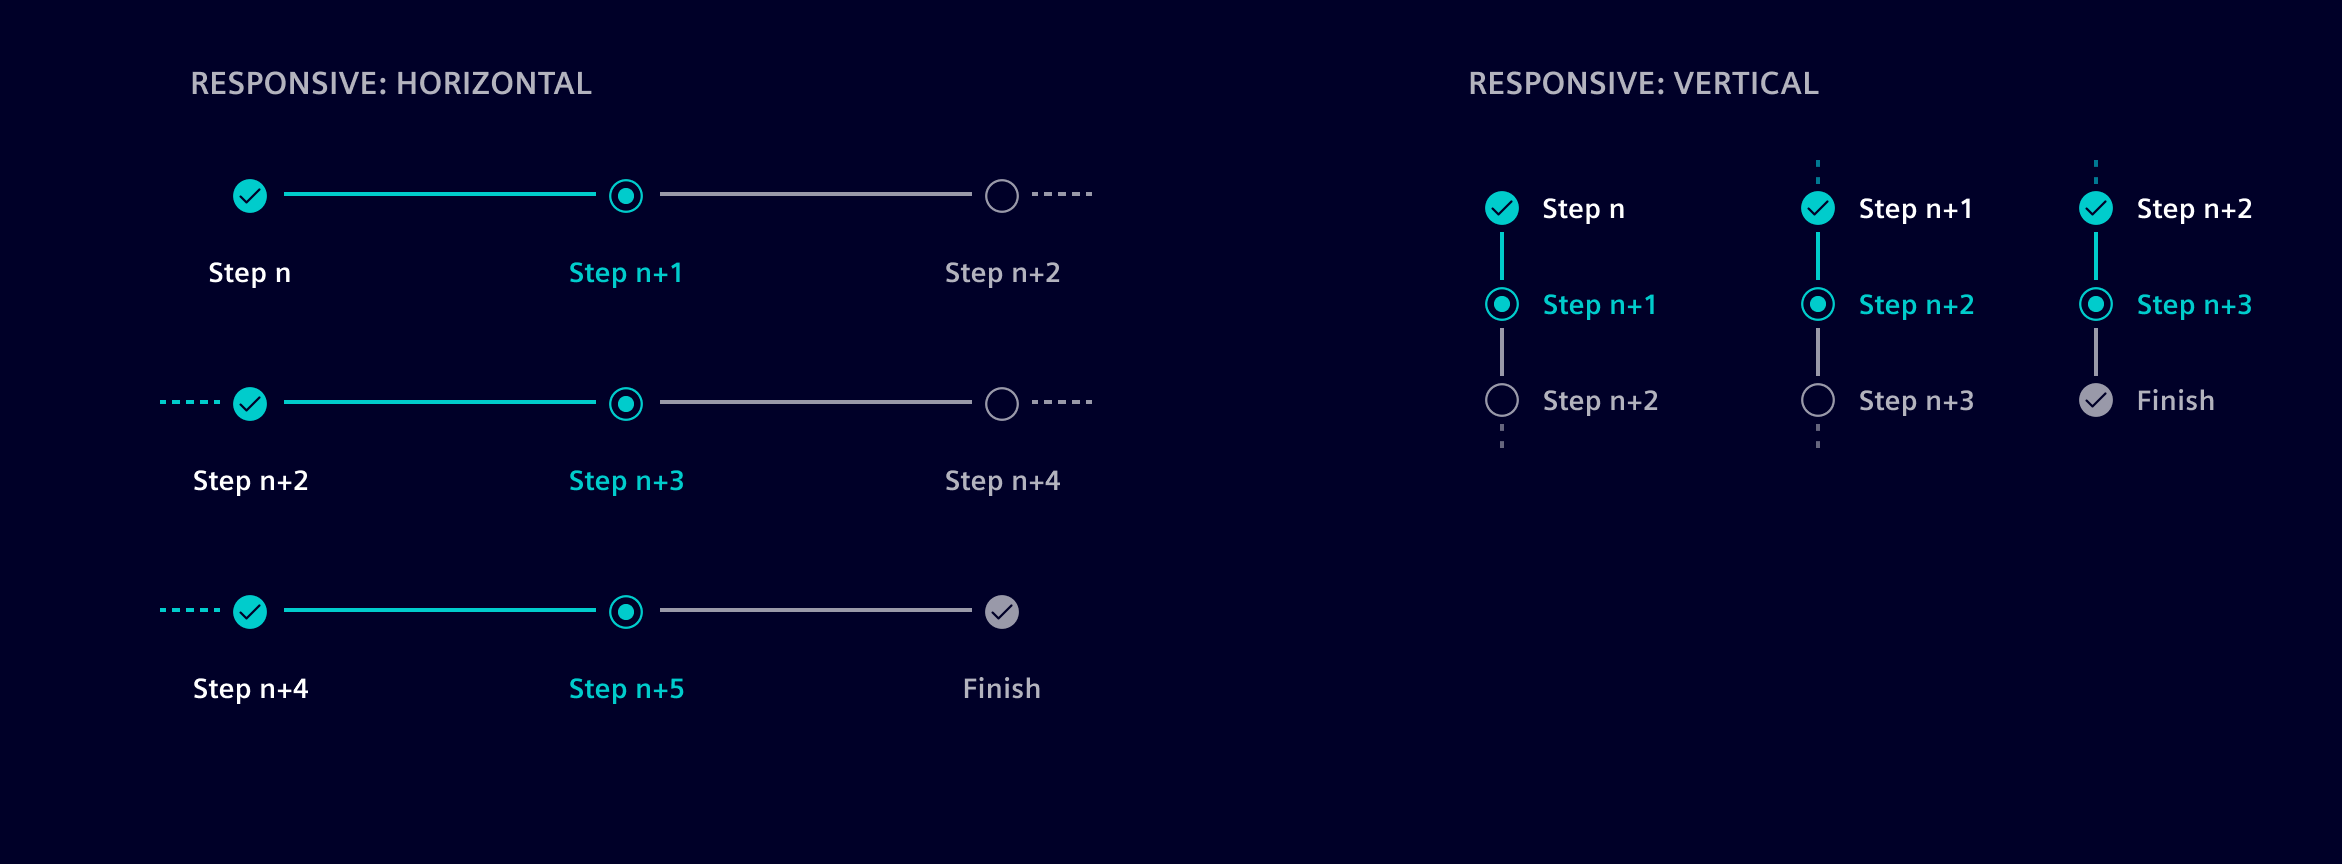 RESPONSIVE: HORIZONTAL
Step n
Step n+1
Step n+2
Step n+2
Step n+3
Step n+4
Step n+4
Step n+5
Finish
RESPONSIVE: VERTICAL
Step n
Step n+1
Step n+2
Step n+1
Step n+2
Step n+3
Step n+2
Step n+3
Finish